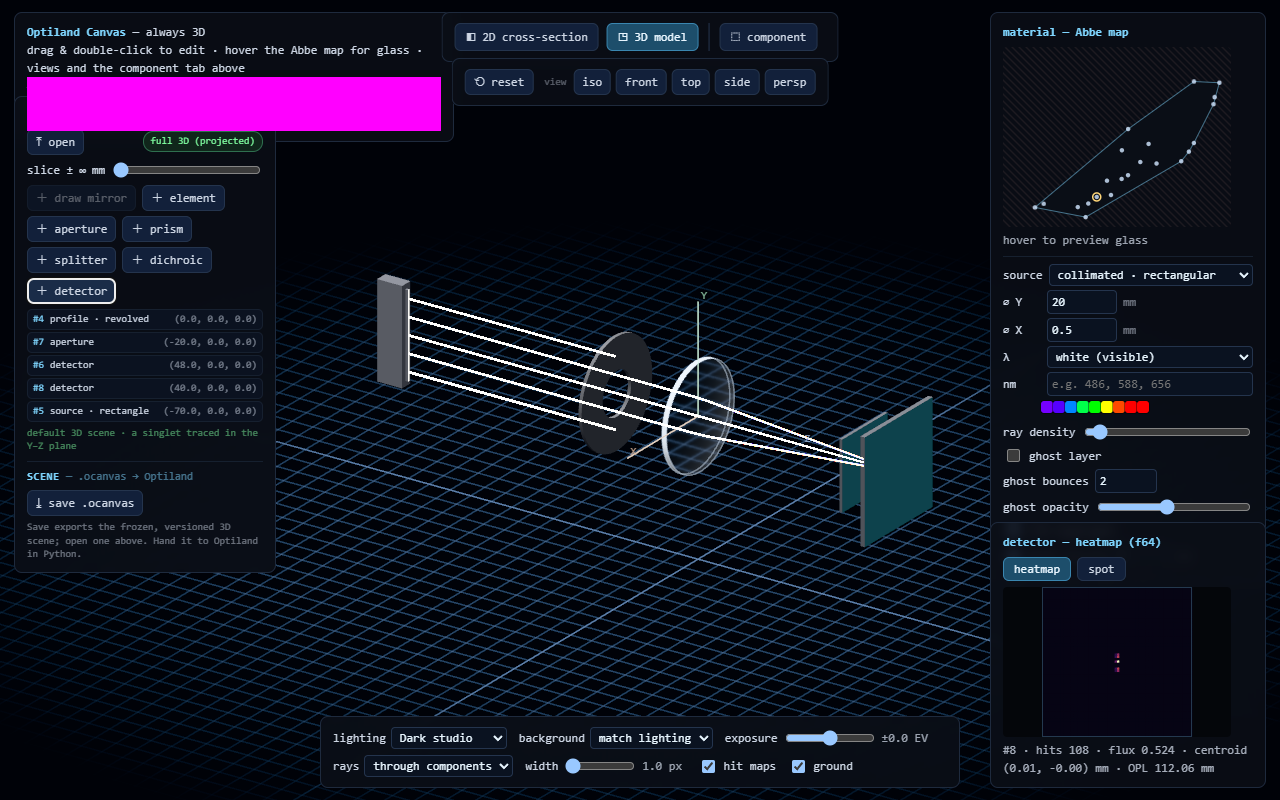 Optiland Canvas — always 3D
drag & double-click to edit · hover the Abbe map for glass ·
views and the component tab above
open
full 3D (projected)
slice ± ∞ mm
+ draw mirror
+ element
+ aperture
+ prism
+ splitter
+ dichroic
+ detector
#4 profile · revolved (0.0, 0.0, 0.0)
#7 aperture (-20.0, 0.0, 0.0)
#6 detector (48.0, 0.0, 0.0)
#8 detector (40.0, 0.0, 0.0)
#5 source · rectangle (-70.0, 0.0, 0.0)
default 3D scene · a singlet traced in the
Y—Z plane
SCENE — .ocanvas → Optiland
save .ocanvas
Save exports the frozen, versioned 3D
scene; open one above. Hand it to Optiland
in Python.
2D cross-section
3D model
component
reset
view
iso
front
top
side
persp
Y
X
lighting Dark studio
background match lighting
exposure ±0.0 EV
rays through components
width 1.0 px
hit maps
ground
material — Abbe map
hover to preview glass
source collimated · rectangular
⌀ Y 20 mm
⌀ X 0.5 mm
λ white (visible)
nm e.g. 486, 588, 656
ray density
ghost layer
ghost bounces 2
ghost opacity
detector — heatmap (f64)
heatmap
spot
#8 · hits 108 · flux 0.524 · centroid
(0.01, -0.00) mm · OPL 112.06 mm